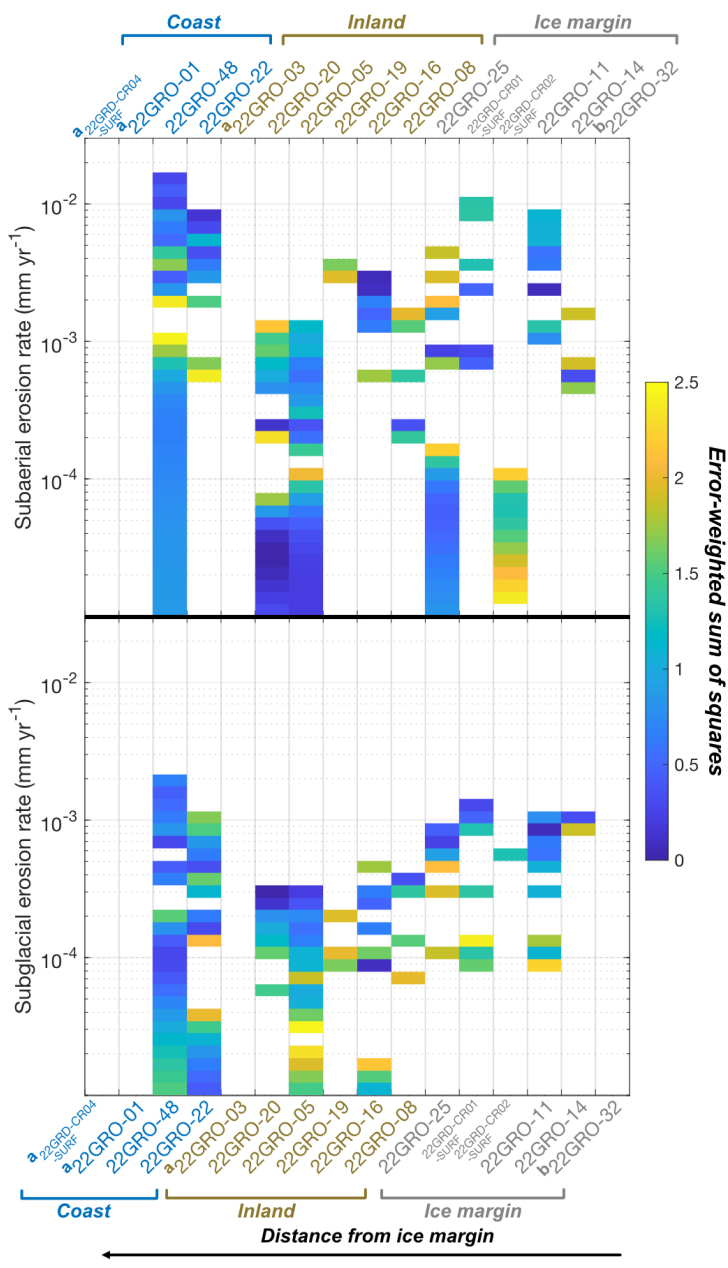 Coast Inland Ice margin
a 22GRD-CR04
-SURF
a 22GRO-01
22GRO-48
22GRO-22
a 22GRO-03
22GRO-20
22GRO-05
22GRO-19
22GRO-16
22GRO-08
22GRO-25
22GRD-CR01
-SURF
22GRD-CR02
-SURF
22GRO-11
22GRO-14
b 22GRO-32
Subaerial erosion rate (mm yr⁻¹)
10⁻²
10⁻³
10⁻⁴
Subglacial erosion rate (mm yr⁻¹)
10⁻²
10⁻³
10⁻⁴
2.5
2
1.5
1
0.5
0
Error-weighted sum of squares
a 22GRD-CR04
-SURF
a 22GRO-01
22GRO-48
22GRO-22
a 22GRO-03
22GRO-20
22GRO-05
22GRO-19
22GRO-16
22GRO-08
22GRO-25
22GRD-CR01
-SURF
22GRD-CR02
-SURF
22GRO-11
22GRO-14
b 22GRO-32
Coast Inland Ice margin
Distance from ice margin